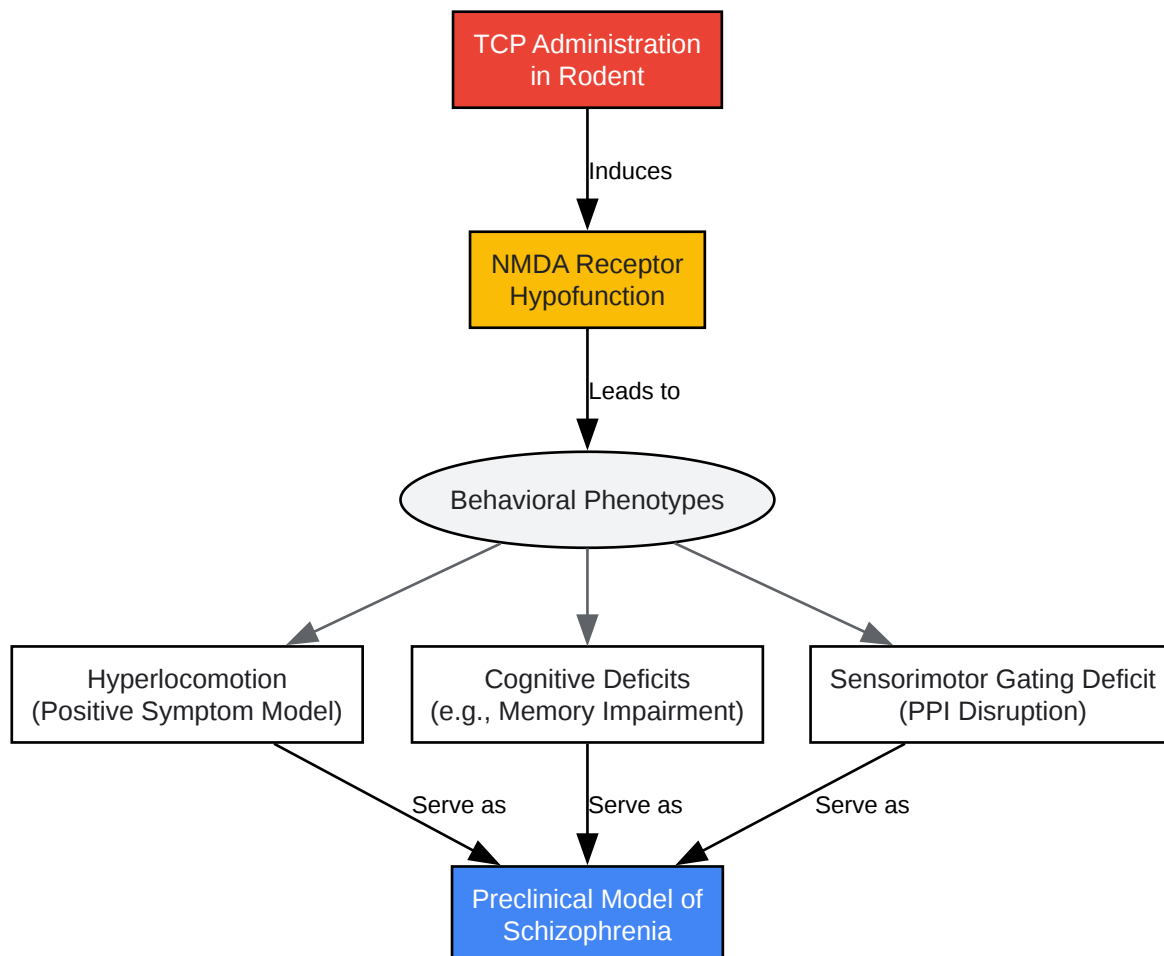 TCP Administration
in Rodent
Induces
NMDA Receptor
Hypofunction
Leads to
Behavioral Phenotypes
Hyperlocomotion
(Positive Symptom Model)
Cognitive Deficits
(e.g., Memory Impairment)
Sensorimotor Gating Deficit
(PPI Disruption)
Serve as
Serve as
Serve as
Preclinical Model of
Schizophrenia